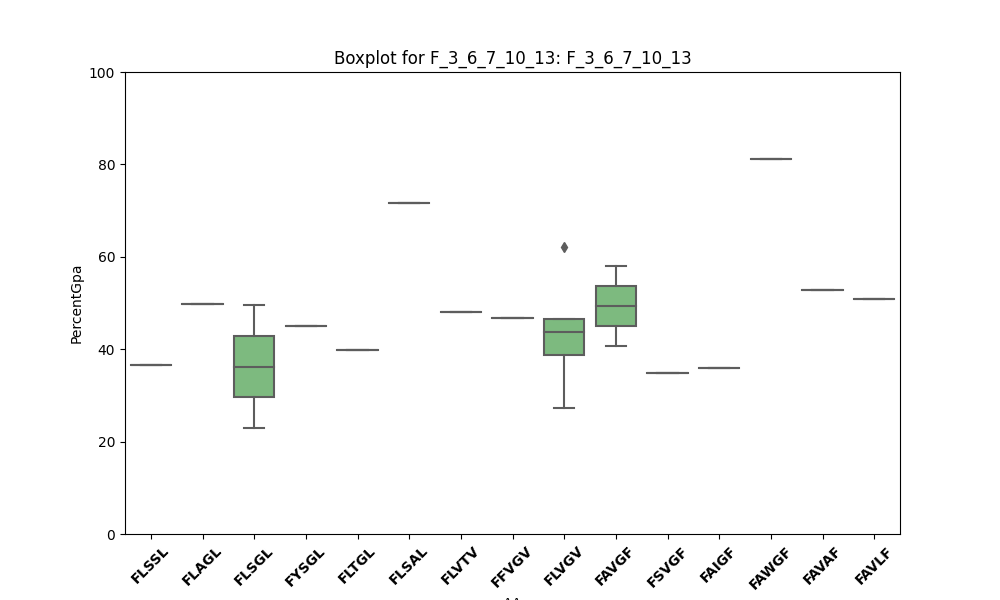 Boxplot for F_3_6_7_10_13: F_3_6_7_10_13
100
80
60
40
20
0
PercentGpa
FLSSL
FLAGL
FLSGL
FYSGL
FLTGL
FLSAL
FLVTV
FFVGV
FLVGV
FAVGF
FSVGF
FAIGF
FAWGF
FAVAF
FAVLF